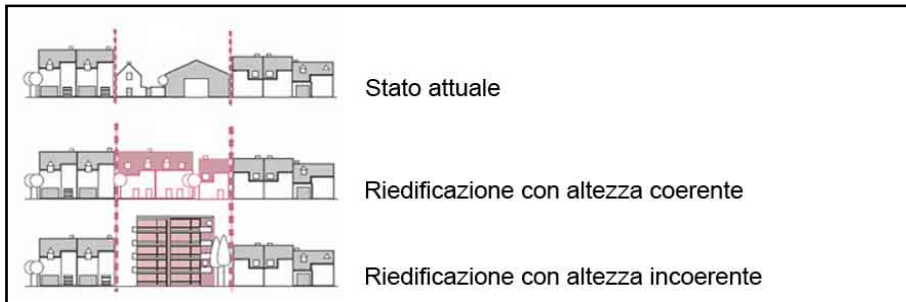 Stato attuale
Riedificazione con altezza coerente
Riedificazione con altezza incoerente